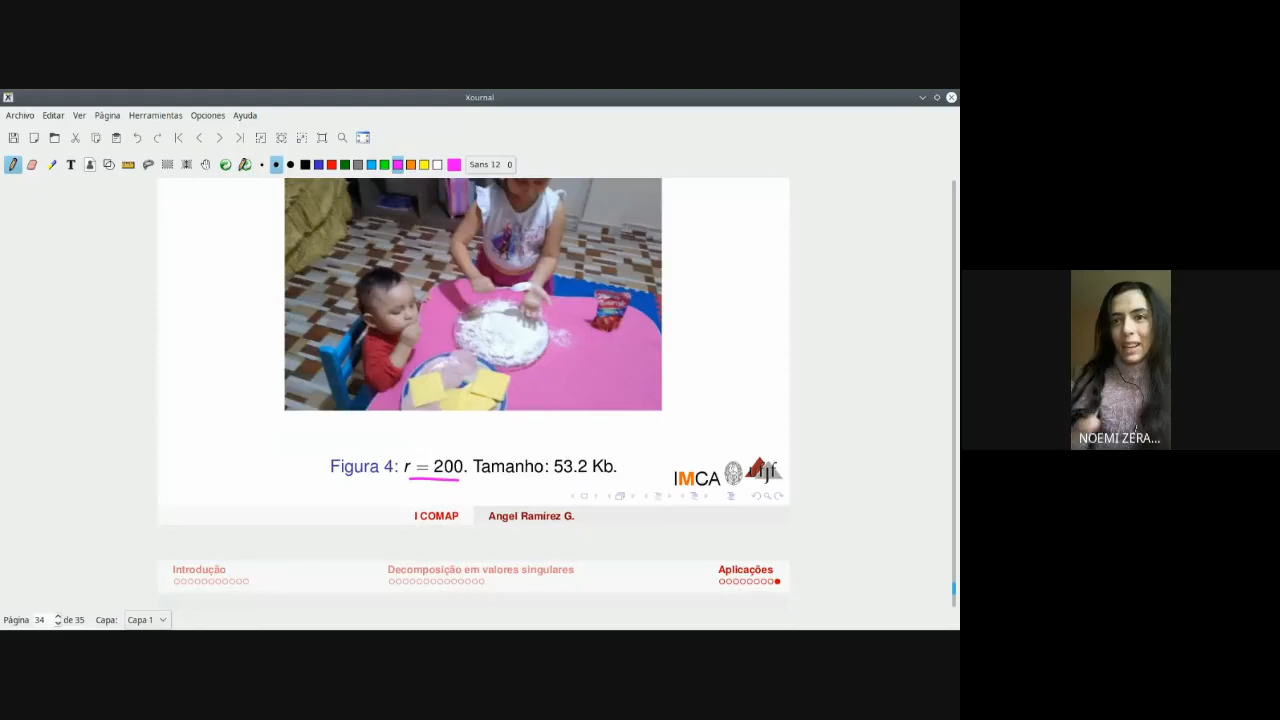 Xournal
Archivo Editar Ver Página Herramientas Opciones Ayuda
Sans 12 0
Figura 4: r = 200. Tamanho: 53.2 Kb.
IMCA
ufjf
I COMAP Angel Ramírez G.
Introdução Decomposição em valores singulares Aplicações
Página 34 de 35 Capa: Capa 1
NOEMI ZERA...